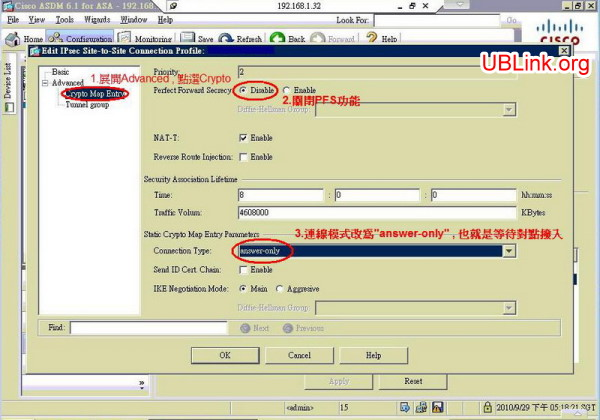 Cisco ASDM 6.1 for ASA - 192.168.
192.168.1.32
File View Tools Wizards Window Help
Look For:
Go
Home Configuration Monitoring Save Refresh Back Forward Help
CISCO
Device List
Edit IPsec Site-to-Site Connection Profile:
UBLink.org
Basic
Advanced
Crypto Map Entry
Tunnel group
1.展開Advanced , 點選Crypto
Priority: 2
Perfect Forward Secrecy: Disable Enable
2.關閉PFS功能
Diffie-Hellman Group:
NAT-T: Enable
Reverse Route Injection: Enable
Security Association Lifetime
Time: 8 : 0 : 0 hh:mm:ss
Traffic Volum: 4608000 KBytes
Static Crypto Map Entry Parameters
3.連線模式改為"answer-only" , 也就是等待對點撥入
Connection Type: answer-only
Send ID Cert. Chain: Enable
IKE Negotiation Mode: Main Aggresive
Diffie-Hellman Group:
Find: Next Previous
OK Cancel Help
Apply Reset
<admin> 15 2010/9/29 下午 05:18:21 SGT